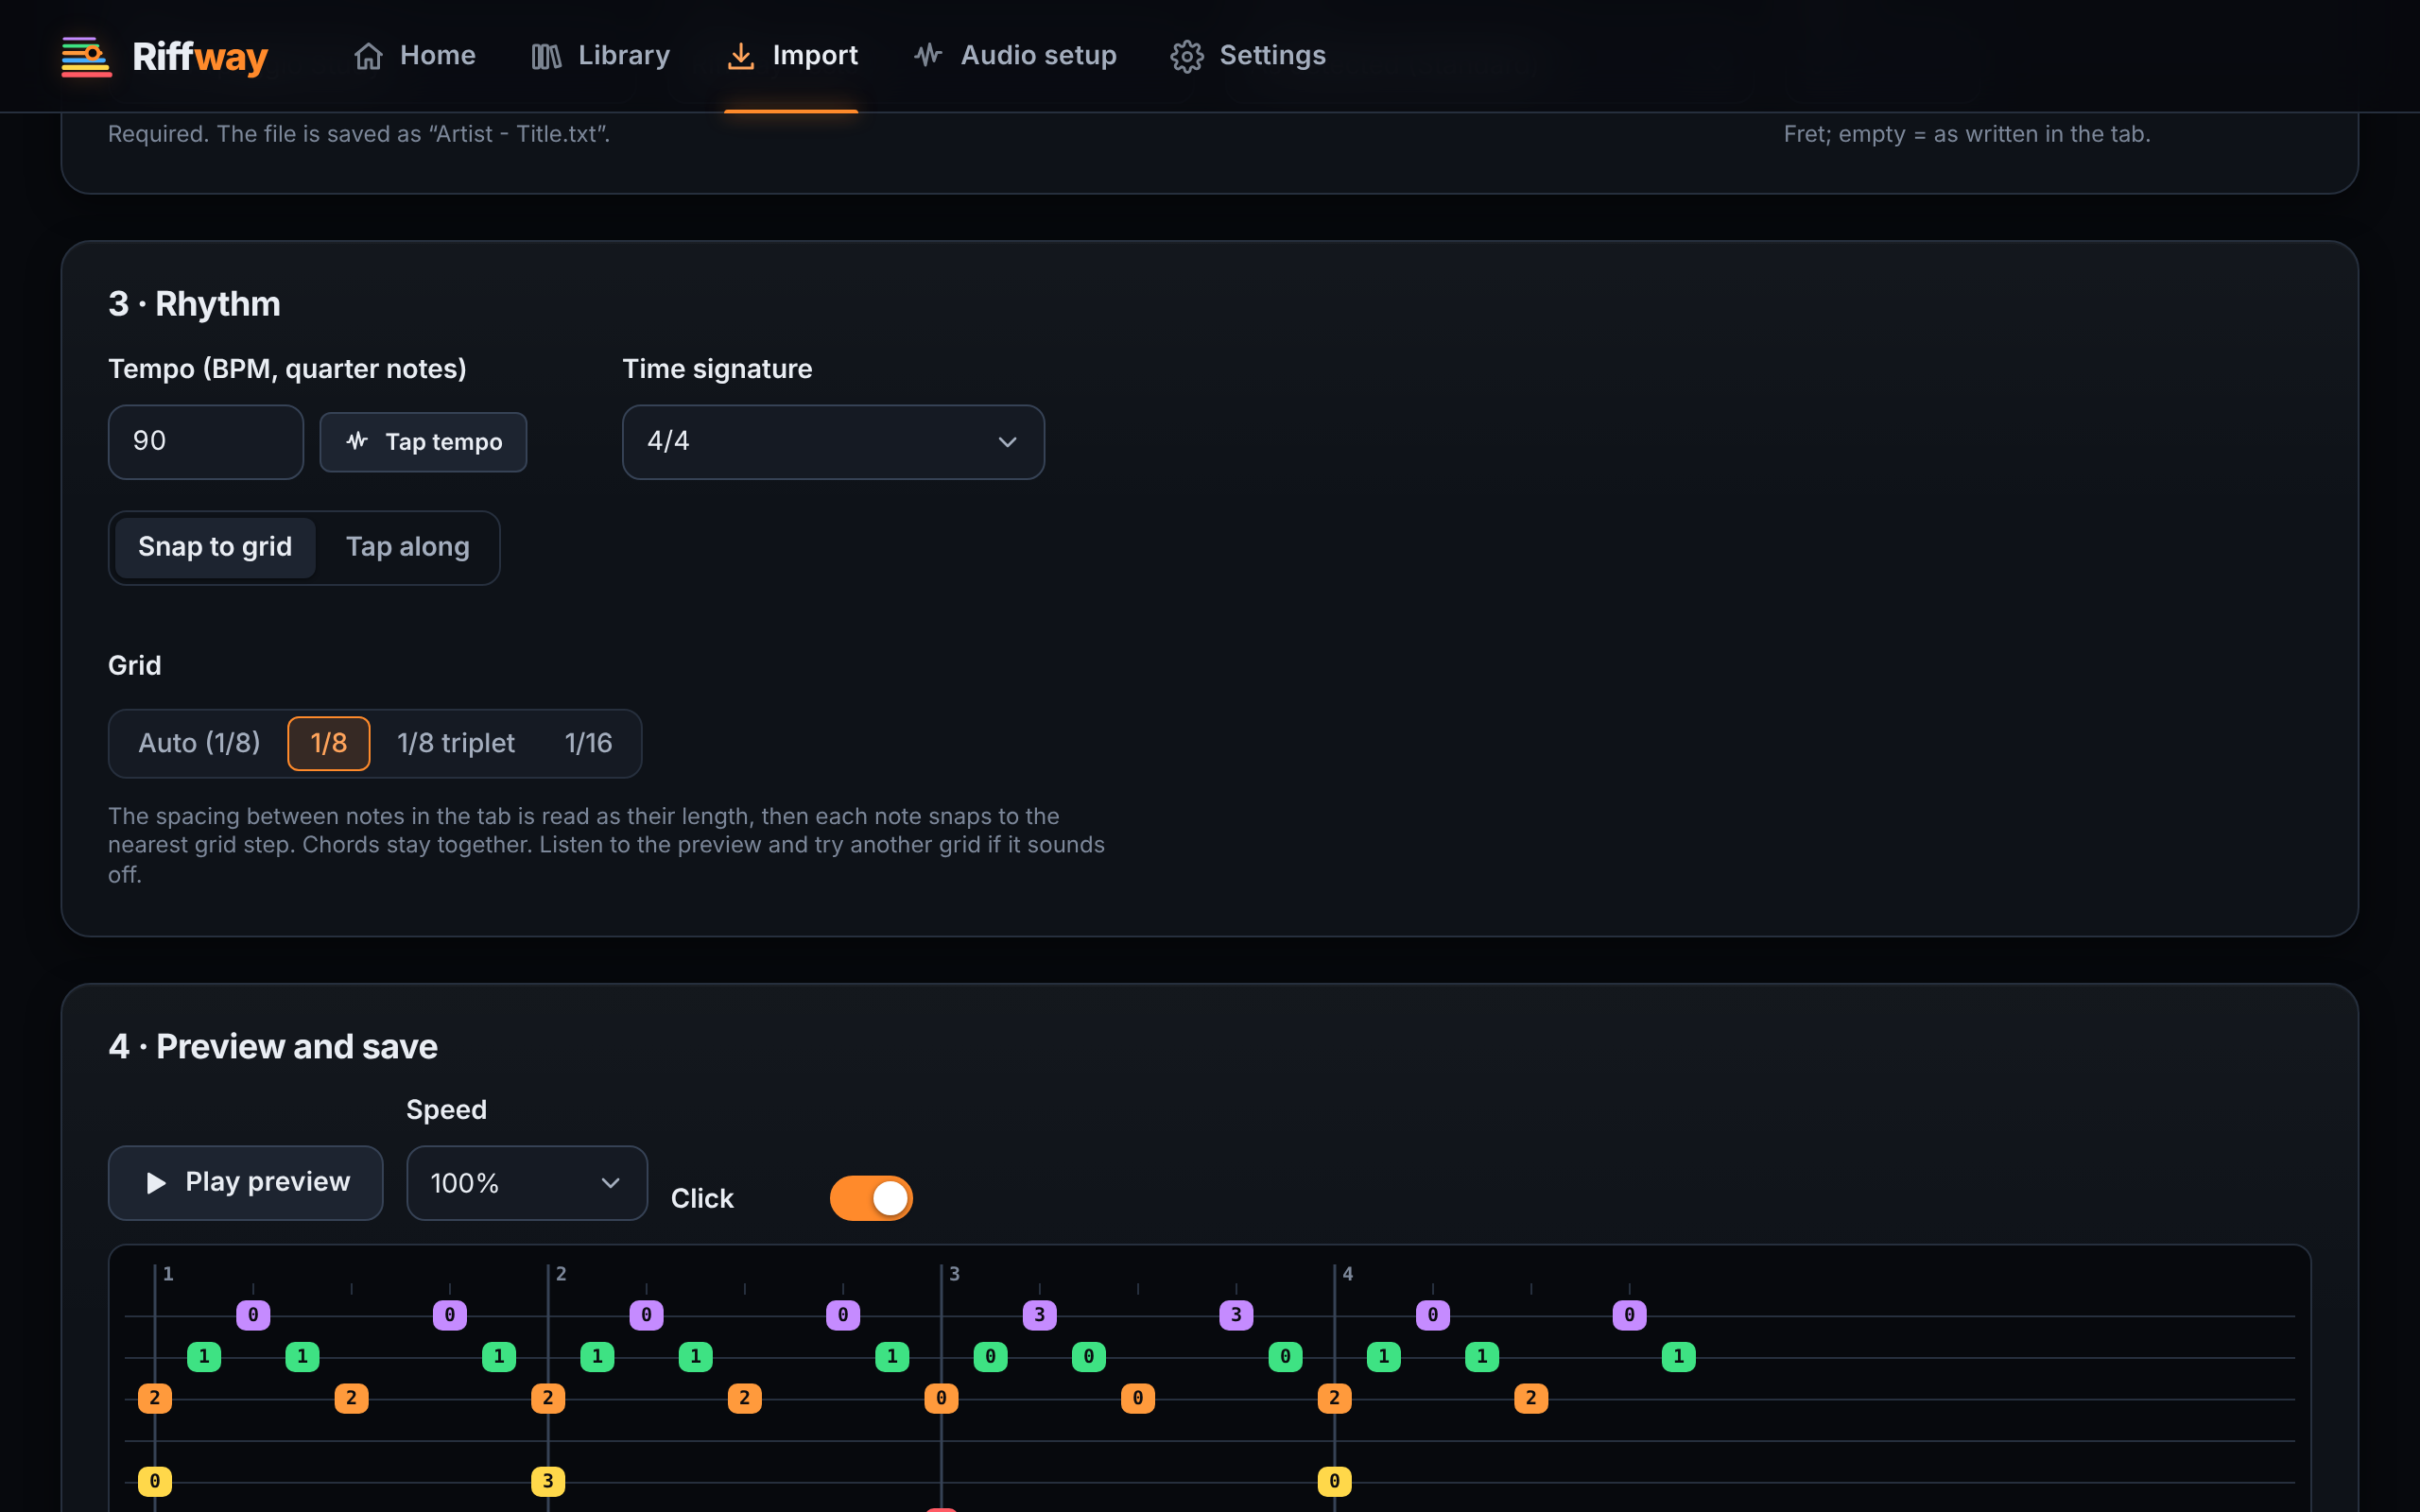 Riffway Home Library Import Audio setup Settings
Required. The file is saved as “Artist - Title.txt”. Fret; empty = as written in the tab.
3 · Rhythm
Tempo (BPM, quarter notes) Time signature
90 Tap tempo 4/4
Snap to grid Tap along
Grid
Auto (1/8) 1/8 1/8 triplet 1/16
The spacing between notes in the tab is read as their length, then each note snaps to the
nearest grid step. Chords stay together. Listen to the preview and try another grid if it sounds
off.
4 · Preview and save
Speed
Play preview 100% Click
1 2 3 4
0 0 0 0 3 3 0 0
1 1 1 1 1 1 0 0 0 1 1 1
2 2 2 2 0 0 2 2
0 3 0